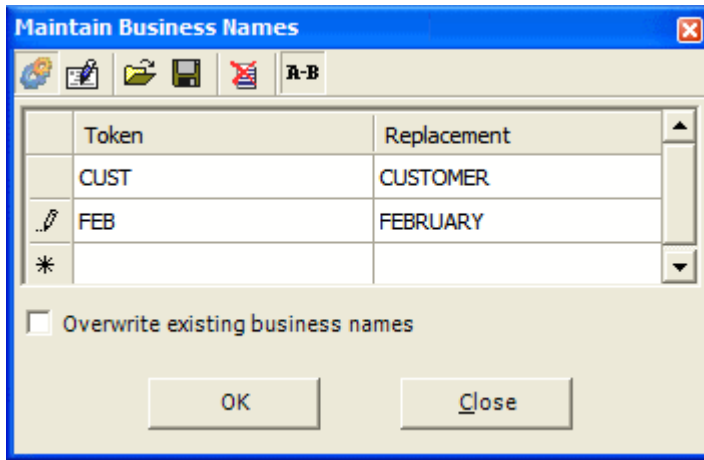 Maintain Business Names
A-B
Token Replacement
CUST CUSTOMER
FEB FEBRUARY
Overwrite existing business names
OK Close